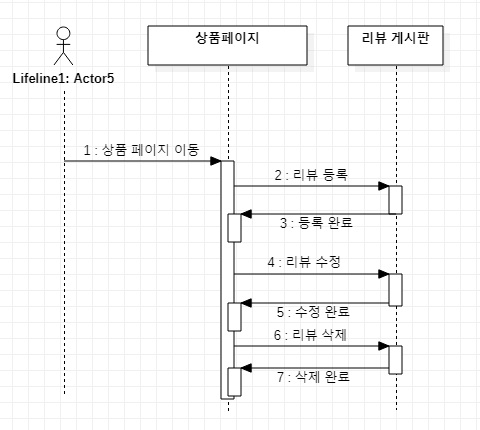 상품페이지
리뷰 게시판
Lifeline1: Actor5
1 : 상품 페이지 이동
2 : 리뷰 등록
3 : 등록 완료
4 : 리뷰 수정
5 : 수정 완료
6 : 리뷰 삭제
7 : 삭제 완료